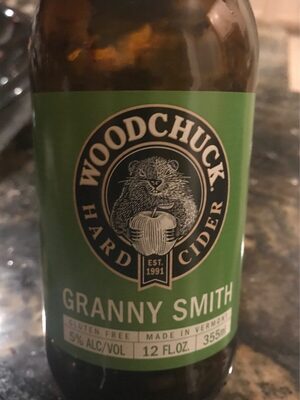 WOODCHUCK.
HARD CIDER
EST.
1991
GRANNY SMITH
GLUTEN FREE MADE IN VERMONT
5% ALC/VOL 12 FL.OZ. 355ml